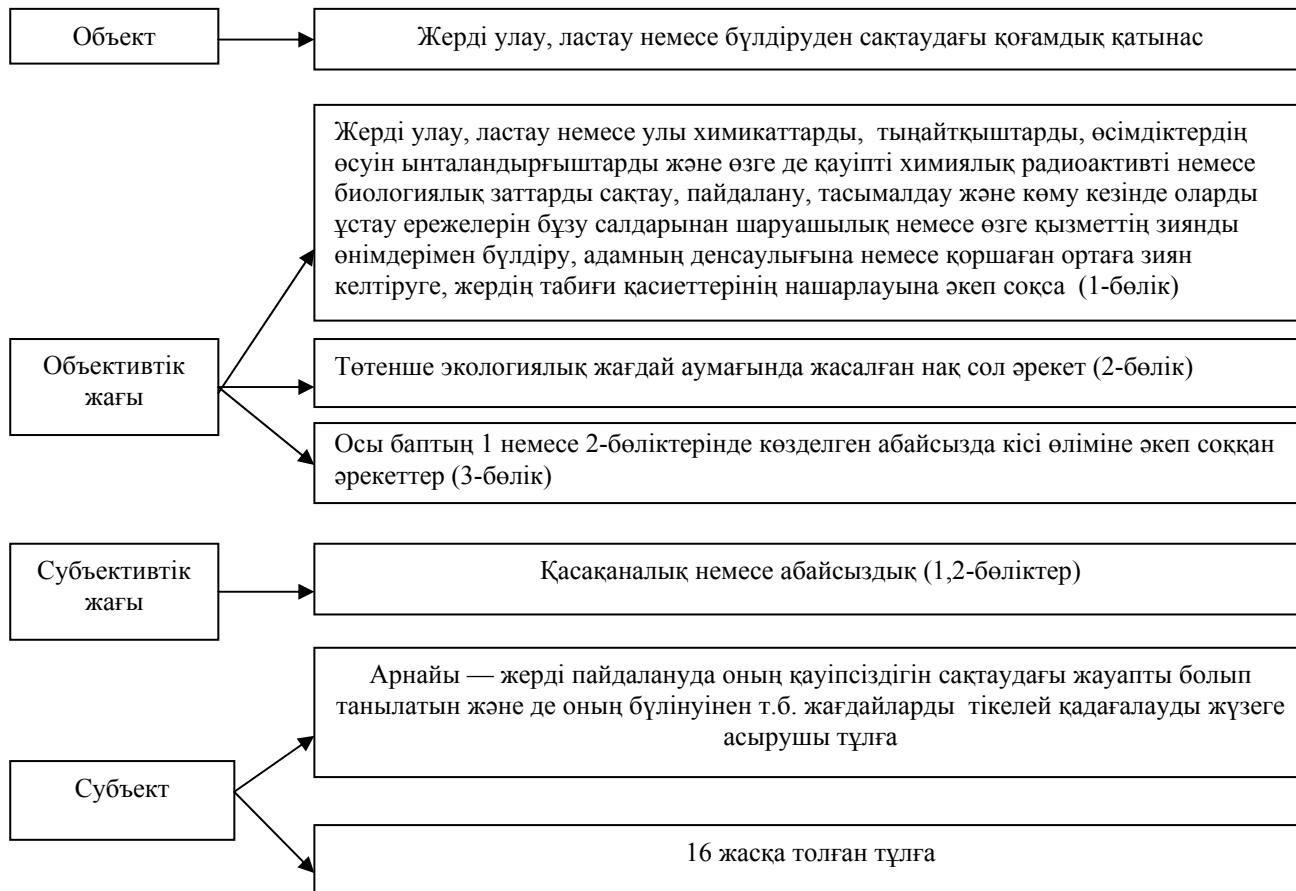 Объект
Жерді улау, ластау немесе бүлдіруден сақтаудағы қоғамдық қатынас
Жерді улау, ластау немесе улы химикаттарды, тыңайтқыштарды, өсімдіктердің
өсуін ынталандырғыштарды және өзге де қауіпті химиялық радиоактивті немесе
биологиялық заттарды сақтау, пайдалану, тасымалдау және көму кезінде оларды
ұстау ережелерін бұзу салдарынан шаруашылық немесе өзге қызметтің зиянды
өнімдерімен бүлдіру, адамның денсаулығына немесе қоршаған ортаға зиян
келтіруге, жердің табиғи қасиеттерінің нашарлауына әкеп соқса (1-бөлік)
Объективтік
жағы
Төтенше экологиялық жағдай аумағында жасалған нақ сол әрекет (2-бөлік)
Осы баптың 1 немесе 2-бөліктерінде көзделген абайсызда кісі өліміне әкеп соққан
әрекеттер (3-бөлік)
Субъективтік
жағы
Қасақаналық немесе абайсыздық (1,2-бөліктер)
Арнайы — жерді пайдалануда оның қауіпсіздігін сақтаудағы жауапты болып
танылатын және де оның бүлінуінен т.б. жағдайларды тікелей қадағалауды жүзеге
асырушы тұлға
Субъект
16 жасқа толған тұлға